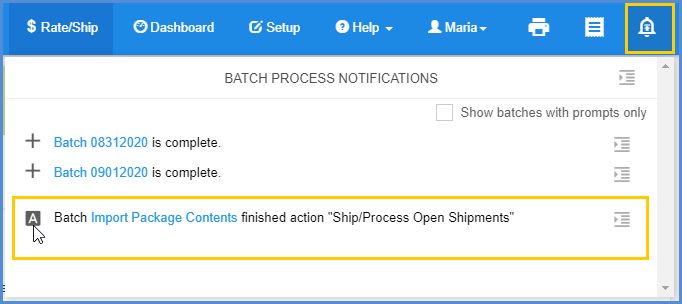 $ Rate/Ship Dashboard Setup Help Maria
BATCH PROCESS NOTIFICATIONS
Show batches with prompts only
Batch 08312020 is complete.
Batch 09012020 is complete.
A Batch Import Package Contents finished action "Ship/Process Open Shipments"